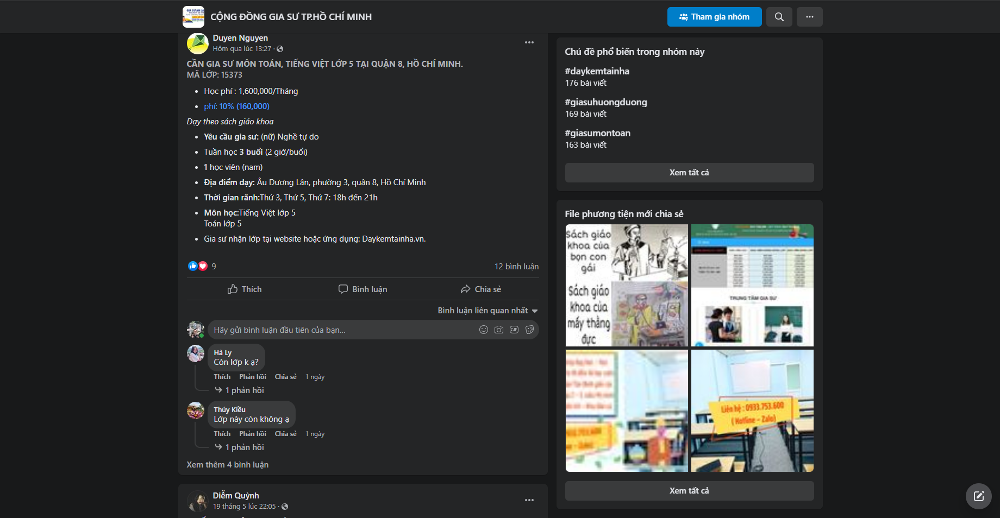 CỘNG ĐỒNG GIA SƯ TP.HỒ CHÍ MINH
Tham gia nhóm
Duyen Nguyen
Hôm qua lúc 13:27 ·
CẦN GIA SƯ MÔN TOÁN, TIẾNG VIỆT LỚP 5 TẠI QUẬN 8, HỒ CHÍ MINH.
MÃ LỚP: 15373
• Học phí : 1,600,000/Tháng
• phí: 10% (160,000)
Dạy theo sách giáo khoa
• Yêu cầu gia sư: (nữ) Nghề tự do
• Tuần học 3 buổi (2 giờ/buổi)
• 1 học viên (nam)
• Địa điểm dạy: Âu Dương Lân, phường 3, quận 8, Hồ Chí Minh
• Thời gian rãnh:Thứ 3, Thứ 5, Thứ 7: 18h đến 21h
• Môn học:Tiếng Việt lớp 5
Toán lớp 5
• Gia sư nhận lớp tại website hoặc ứng dụng: Daykemtainha.vn.
9
12 bình luận
Thích
Bình luận
Chia sẻ
Bình luận liên quan nhất
Hãy gửi bình luận đầu tiên của bạn...
GIF
Hà Ly
Còn lớp k ạ?
Thích Phản hồi Chia sẻ 1 ngày
1 phản hồi
Thúy Kiều
Lớp này còn không ạ
Thích Phản hồi Chia sẻ 1 ngày
1 phản hồi
Xem thêm 4 bình luận
Diễm Quỳnh
19 tháng 5 lúc 22:05 ·
Chủ đề phổ biến trong nhóm này
#daykemtainha
176 bài viết
#giasuhuongduong
169 bài viết
#giasumontoan
163 bài viết
Xem tất cả
File phương tiện mới chia sẻ
Sách giáo
khoa của
bọn con
gái
Sách giáo
khoa của
mấy thằng
đực
TRUNG TÂM GIA SƯ
Liên hệ : 0933.753.600
( Hotline - Zalo)
Xem tất cả